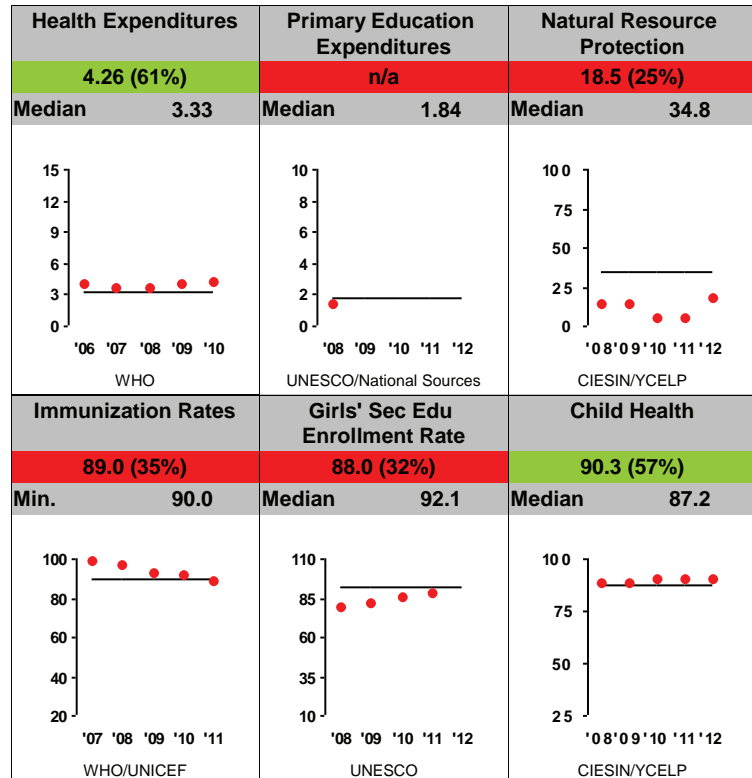 Health Expenditures
4.26 (61%)
Median 3.33
15
12
9
6
3
0
'06 '07 '08 '09 '10
WHO
Primary Education
Expenditures
n/a
Median 1.84
10
8
6
4
2
0
'08 '09 '10 '11 '12
UNESCO/National Sources
Natural Resource
Protection
18.5 (25%)
Median 34.8
100
75
50
25
0
'08 '09 '10 '11 '12
CIESIN/YCELP
Immunization Rates
89.0 (35%)
Min. 90.0
100
80
60
40
20
'07 '08 '09 '10 '11
WHO/UNICEF
Girls' Sec Edu
Enrollment Rate
88.0 (32%)
Median 92.1
110
85
60
35
10
'08 '09 '10 '11 '12
UNESCO
Child Health
90.3 (57%)
Median 87.2
100
75
50
25
'08 '09 '10 '11 '12
CIESIN/YCELP